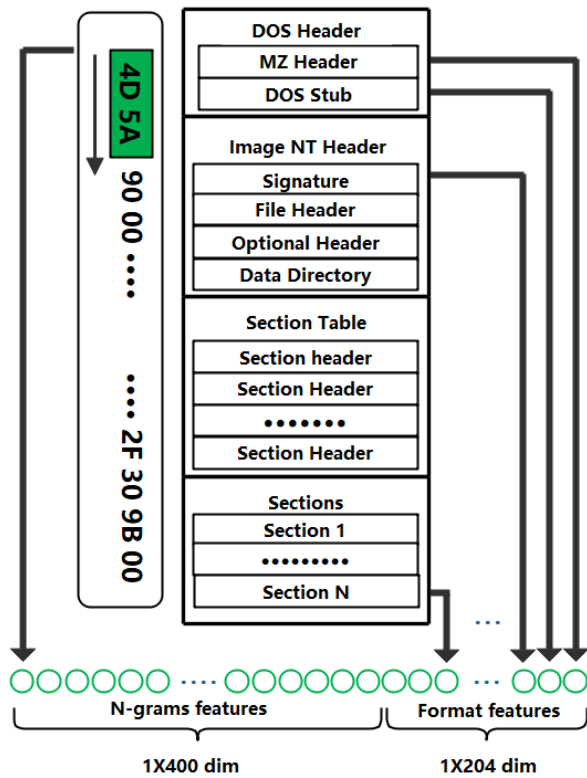 4D 5A 90 00 ••••• •••• 2F 30 9B 00
DOS Header
MZ Header
DOS Stub
Image NT Header
Signature
File Header
Optional Header
Data Directory
Section Table
Section header
Section Header
•••••••
Section Header
Sections
Section 1
•••••••••
Section N
...
.... ...
N-grams features Format features
1X400 dim 1X204 dim